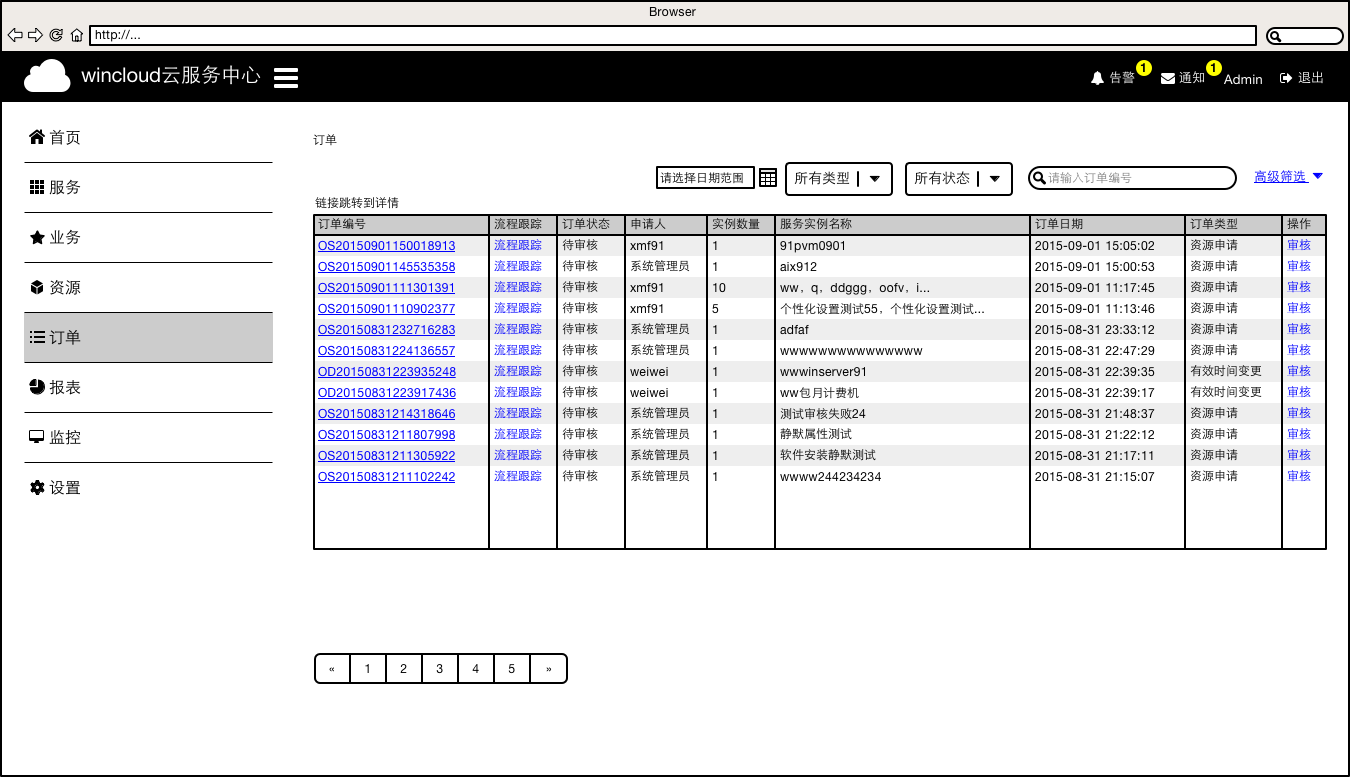 Browser
http://...
wincloud云服务中心 告警 1 通知 1 Admin 退出
首页
服务
业务
资源
订单
报表
监控
设置
订单
请选择日期范围 所有类型 所有状态 请输入订单编号 高级筛选
链接跳转到详情
订单编号 流程跟踪 订单状态 申请人 实例数量 服务实例名称 订单日期 订单类型 操作
OS20150901150018913 流程跟踪 待审核 xmf91 1 91pvm0901 2015-09-01 15:05:02 资源申请 审核
OS20150901145535358 流程跟踪 待审核 系统管理员 1 aix912 2015-09-01 15:00:53 资源申请 审核
OS20150901111301391 流程跟踪 待审核 xmf91 10 ww，q，ddggg，oofv，i... 2015-09-01 11:17:45 资源申请 审核
OS20150901110902377 流程跟踪 待审核 xmf91 5 个性化设置测试55，个性化设置测试... 2015-09-01 11:13:46 资源申请 审核
OS20150831232716283 流程跟踪 待审核 系统管理员 1 adfaf 2015-08-31 23:33:12 资源申请 审核
OS20150831224136557 流程跟踪 待审核 系统管理员 1 wwwwwwwwwwwwwww 2015-08-31 22:47:29 资源申请 审核
OD20150831223935248 流程跟踪 待审核 weiwei 1 wwwinserver91 2015-08-31 22:39:35 有效时间变更 审核
OD20150831223917436 流程跟踪 待审核 weiwei 1 ww包月计费机 2015-08-31 22:39:17 有效时间变更 审核
OS20150831214318646 流程跟踪 待审核 系统管理员 1 测试审核失败24 2015-08-31 21:48:37 资源申请 审核
OS20150831211807998 流程跟踪 待审核 系统管理员 1 静默属性测试 2015-08-31 21:22:12 资源申请 审核
OS20150831211305922 流程跟踪 待审核 系统管理员 1 软件安装静默测试 2015-08-31 21:17:11 资源申请 审核
OS20150831211102242 流程跟踪 待审核 系统管理员 1 wwww244234234 2015-08-31 21:15:07 资源申请 审核
« 1 2 3 4 5 »